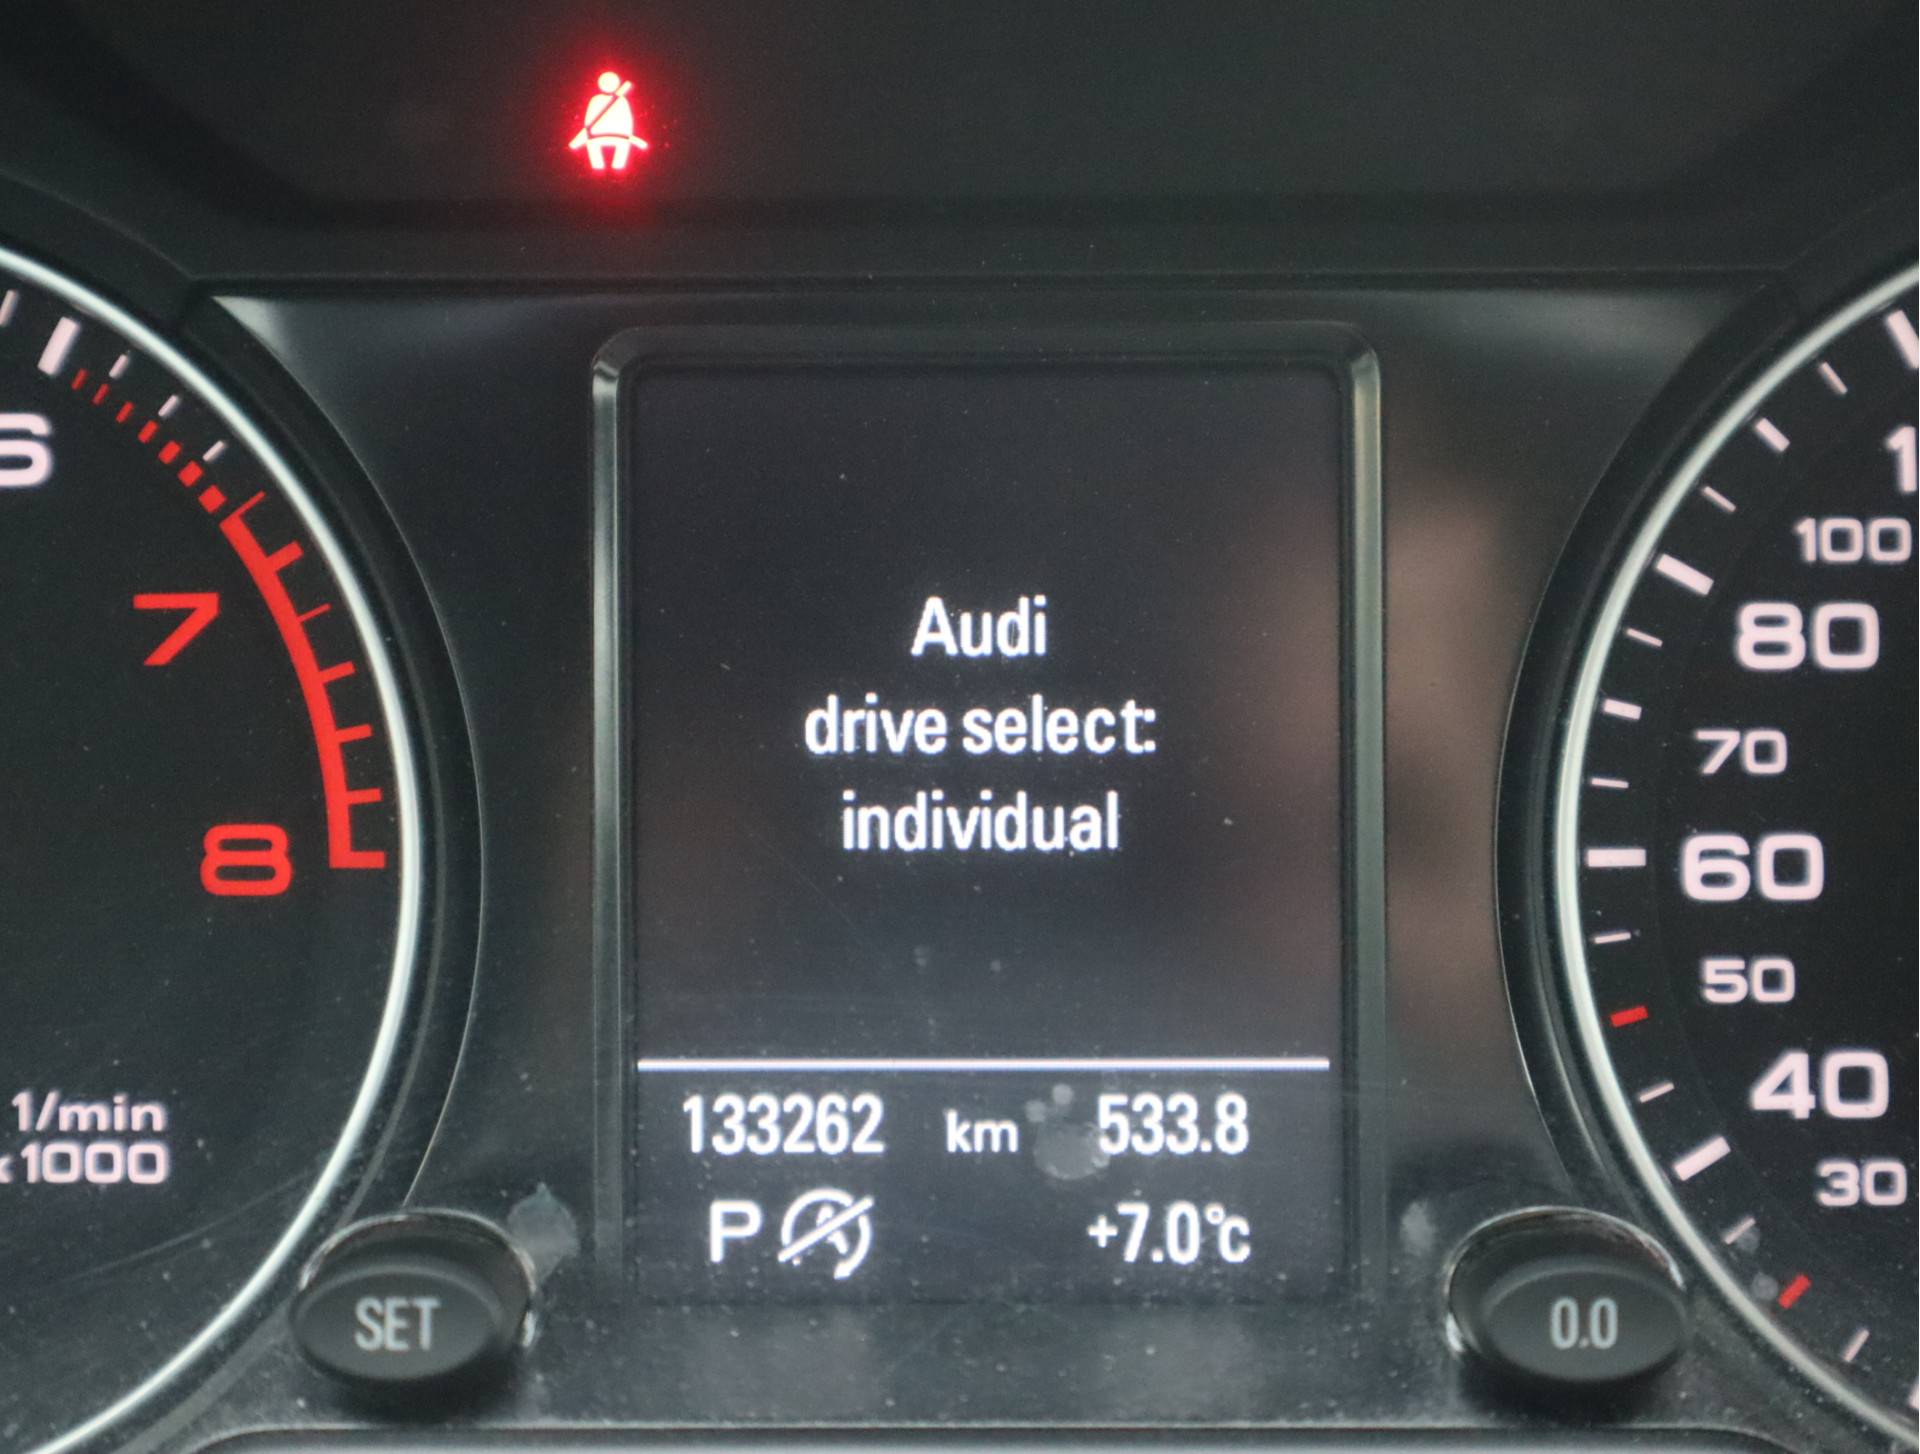 Audi
drive select:
individual
133262 km 533.8
P +7.0°C
SET
0.0
6
7
8
1/min
x1000
100
80
70
60
50
40
30